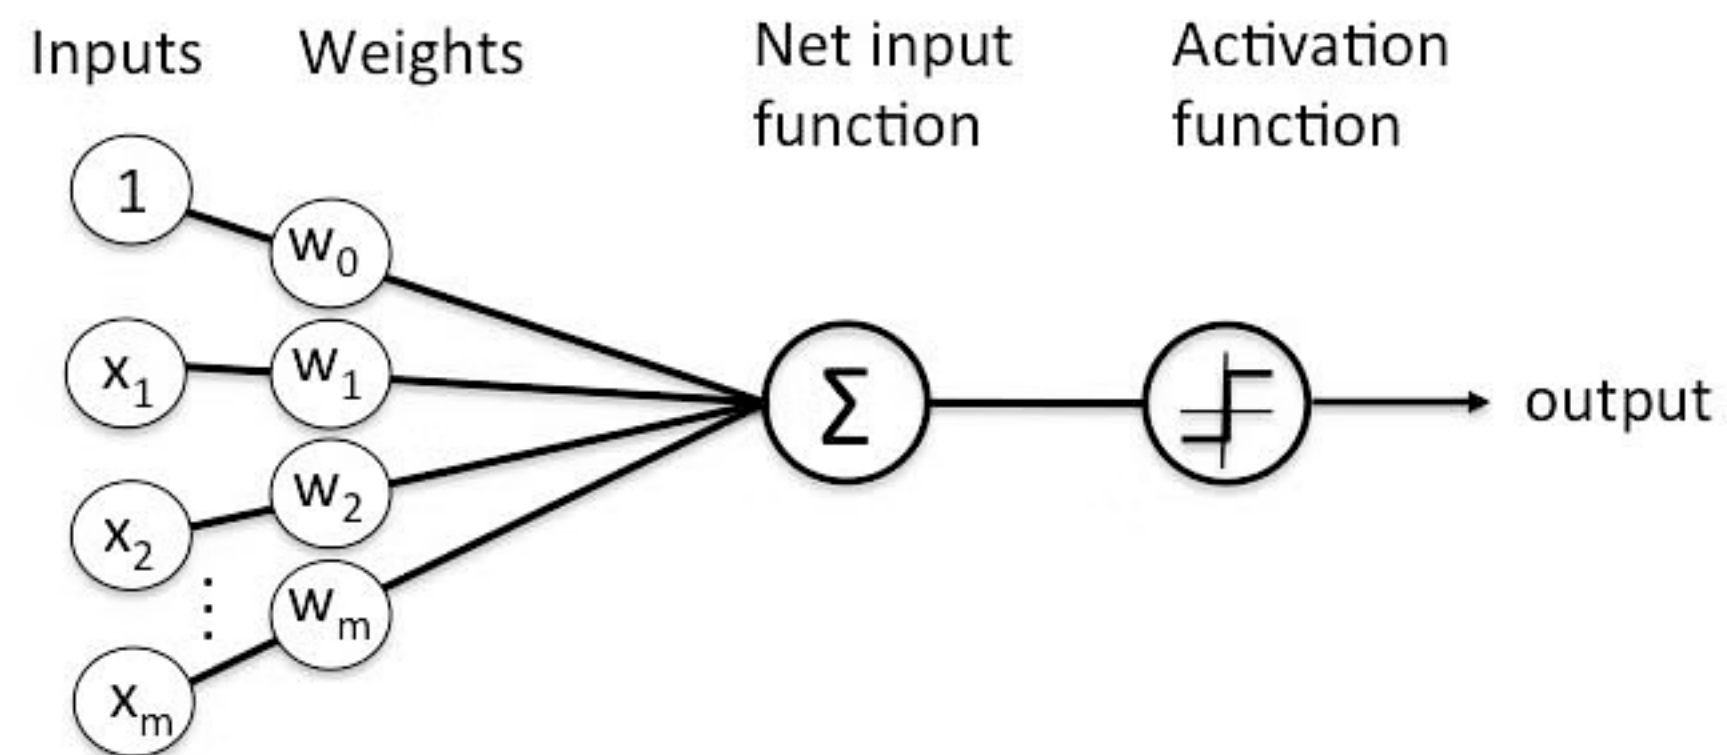 Inputs
Weights
Net input
function
Activation
function
1
w0
x1
w1
x2
w2
⋮
xm
wm
Σ
output